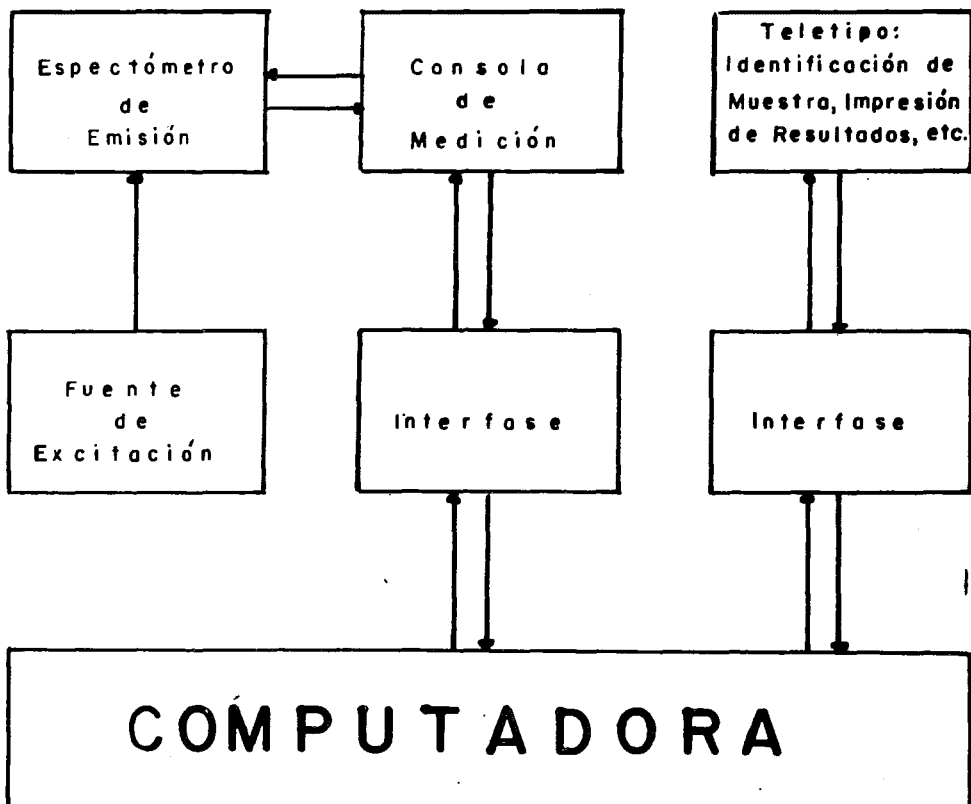 Espectómetro
de
Emisión
Consola
de
Medición
Teletipo:
Identificación de
Muestra, Impresión
de Resultados, etc.
Fuente
de
Excitación
Interfase
Interfase
COMPUTADORA